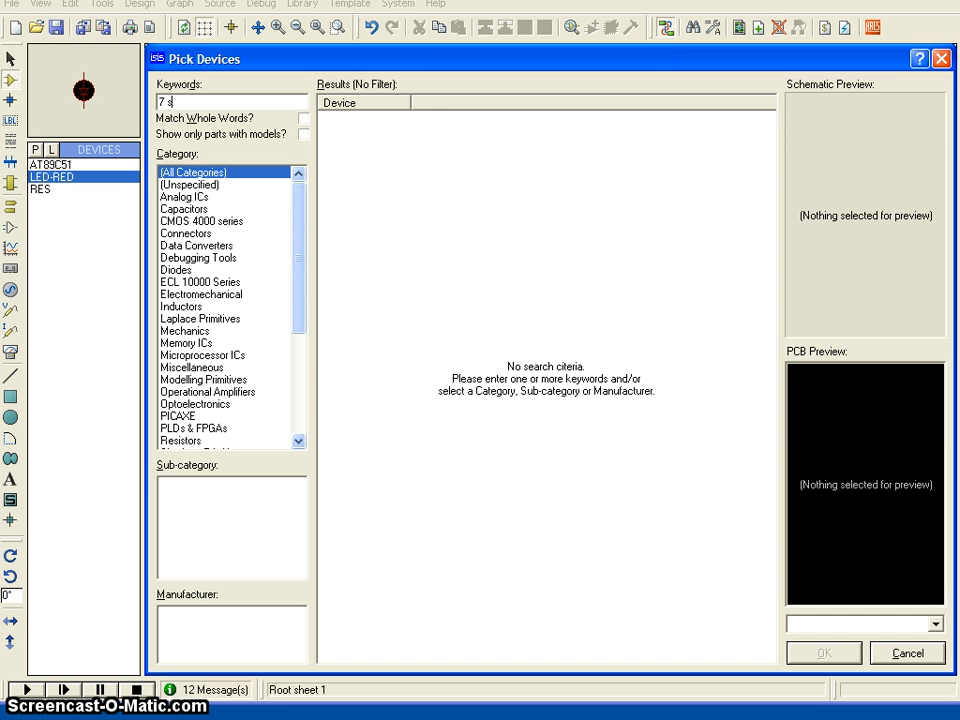 File View Edit Tools Design Graph Source Debug Library Template System Help
ARES
isis Pick Devices
Keywords:
7 s
Match Whole Words?
Show only parts with models?
Category:
(All Categories)
(Unspecified)
Analog ICs
Capacitors
CMOS 4000 series
Connectors
Data Converters
Debugging Tools
Diodes
ECL 10000 Series
Electromechanical
Inductors
Laplace Primitives
Mechanics
Memory ICs
Microprocessor ICs
Miscellaneous
Modelling Primitives
Operational Amplifiers
Optoelectronics
PICAXE
PLDs & FPGAs
Resistors
Sub-category:
Manufacturer:
Results (No Filter):
Device
No search citeria.
Please enter one or more keywords and/or
select a Category, Sub-category or Manufacturer.
Schematic Preview:
(Nothing selected for preview)
PCB Preview:
(Nothing selected for preview)
OK Cancel
P L DEVICES
AT89C51
LED-RED
RES
LBL
A
S
0°
12 Message(s) Root sheet 1
Screencast-O-Matic.com